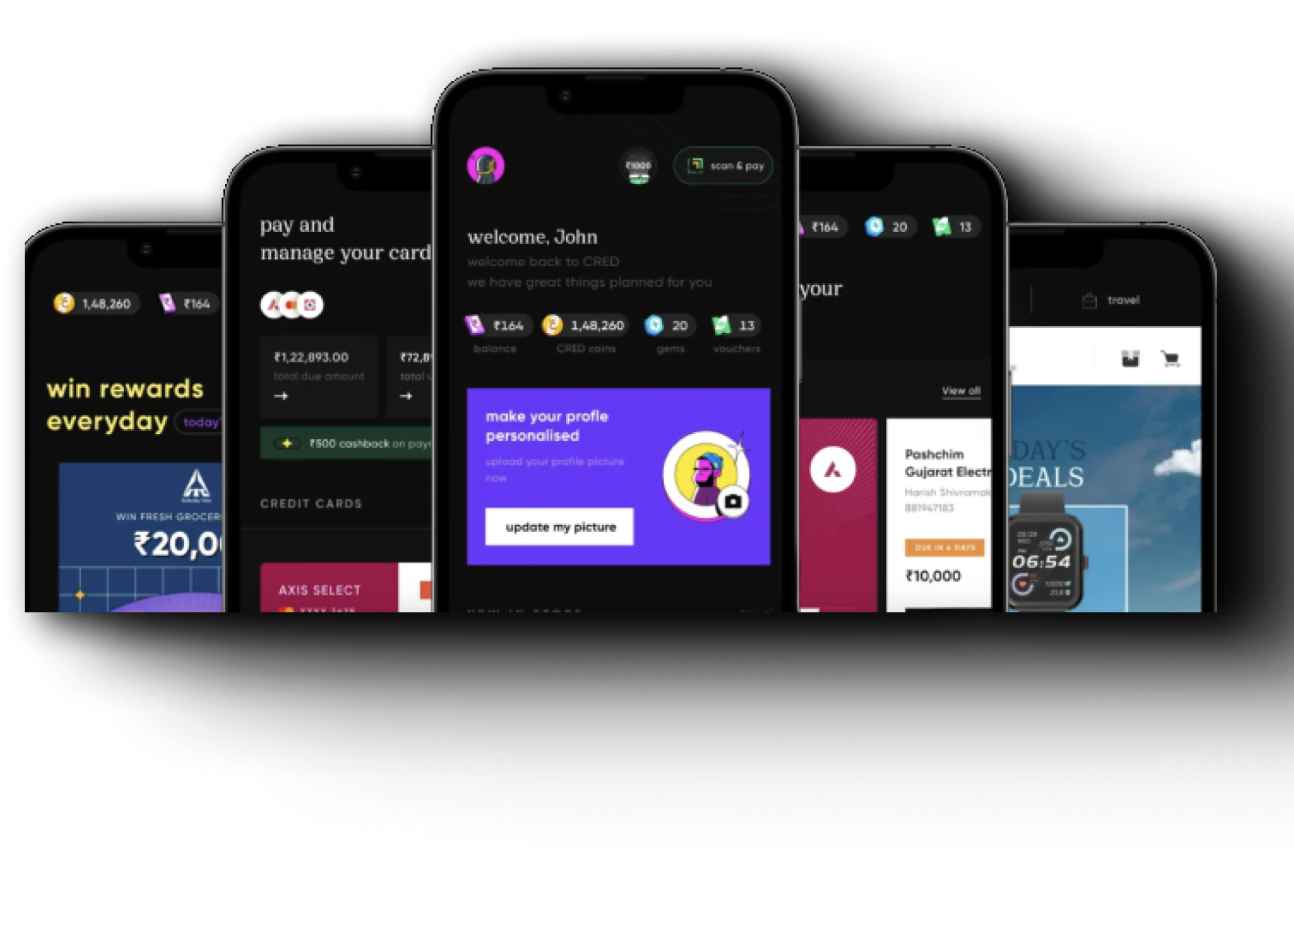 1,48,260
₹164
win rewards
everyday
today'
WIN FRESH GROCER
₹20,0
pay and
manage your card
₹1,22,893.00
total due amount
→
₹72,8
total
→
₹500 cashback on payr
CREDIT CARDS
AXIS SELECT
₹1000
scan & pay
welcome, John
welcome back to CRED
we have great things planned for you
₹164
balance
1,48,260
CRED coins
20
gems
13
vouchers
make your profle
personalised
upload your profile picture
now
update my picture
₹164
20
13
your
View all
Pashchim
Gujarat Electr
Harish Shivramak
881947183
DUE IN 4 DAYS
₹10,000
travel
DAY'S
DEALS
06:54